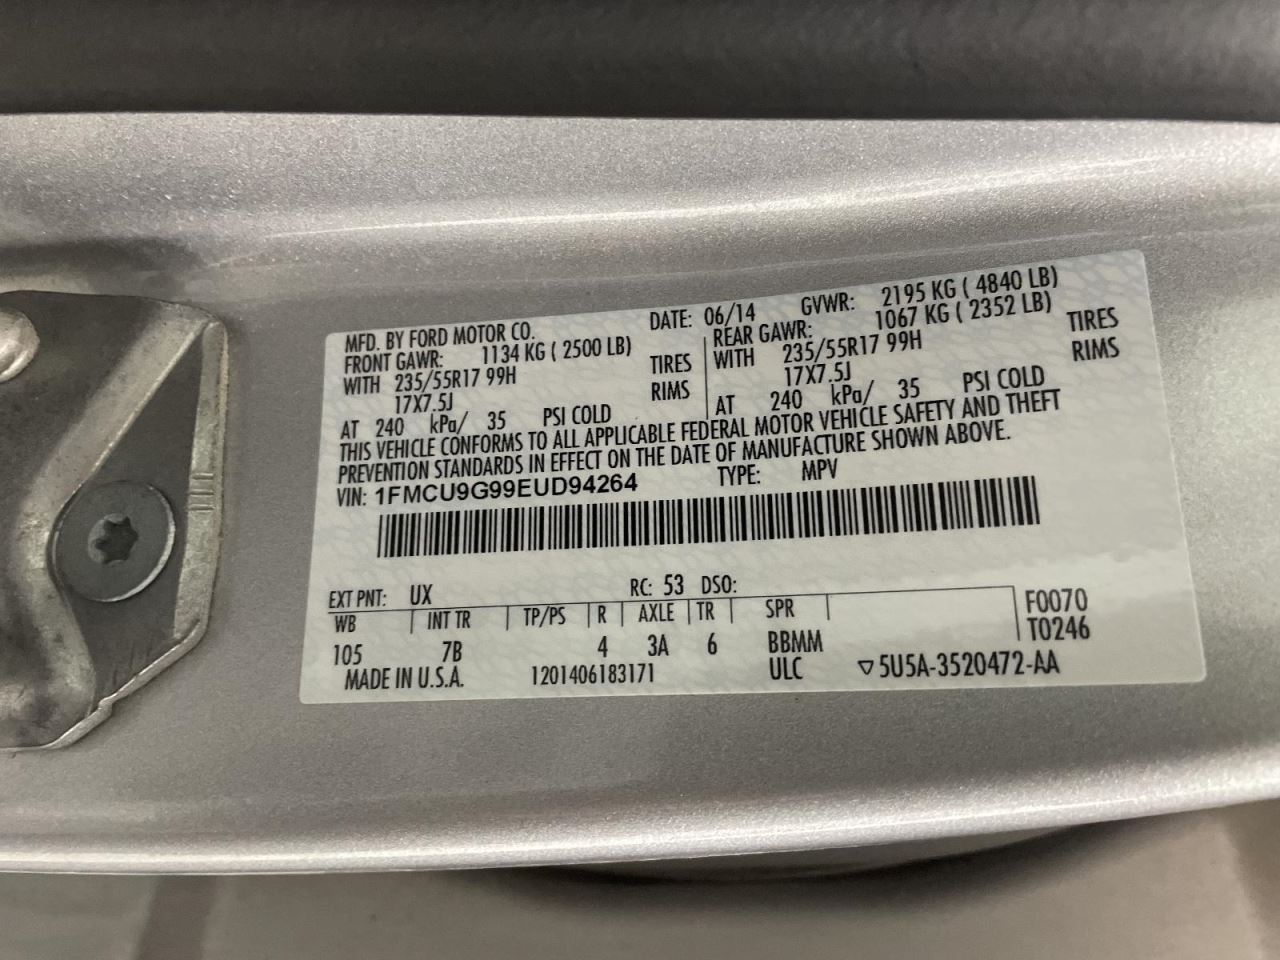 MFD. BY FORD MOTOR CO. DATE: 06/14 GVWR: 2195 KG ( 4840 LB)
FRONT GAWR: 1134 KG ( 2500 LB) REAR GAWR: 1067 KG ( 2352 LB)
WITH 235/55R17 99H TIRES WITH 235/55R17 99H TIRES
17X7.5J RIMS 17X7.5J RIMS
AT 240 kPa/ 35 PSI COLD AT 240 kPa/ 35 PSI COLD
THIS VEHICLE CONFORMS TO ALL APPLICABLE FEDERAL MOTOR VEHICLE SAFETY AND THEFT
PREVENTION STANDARDS IN EFFECT ON THE DATE OF MANUFACTURE SHOWN ABOVE.
VIN: 1FMCU9G99EUD94264 TYPE: MPV
EXT PNT: UX RC: 53 DSO:
WB INT TR TP/PS R AXLE TR SPR F0070
105 7B 4 3A 6 BBMM T0246
MADE IN U.S.A. 1201406183171 ULC ▽5U5A-3520472-AA